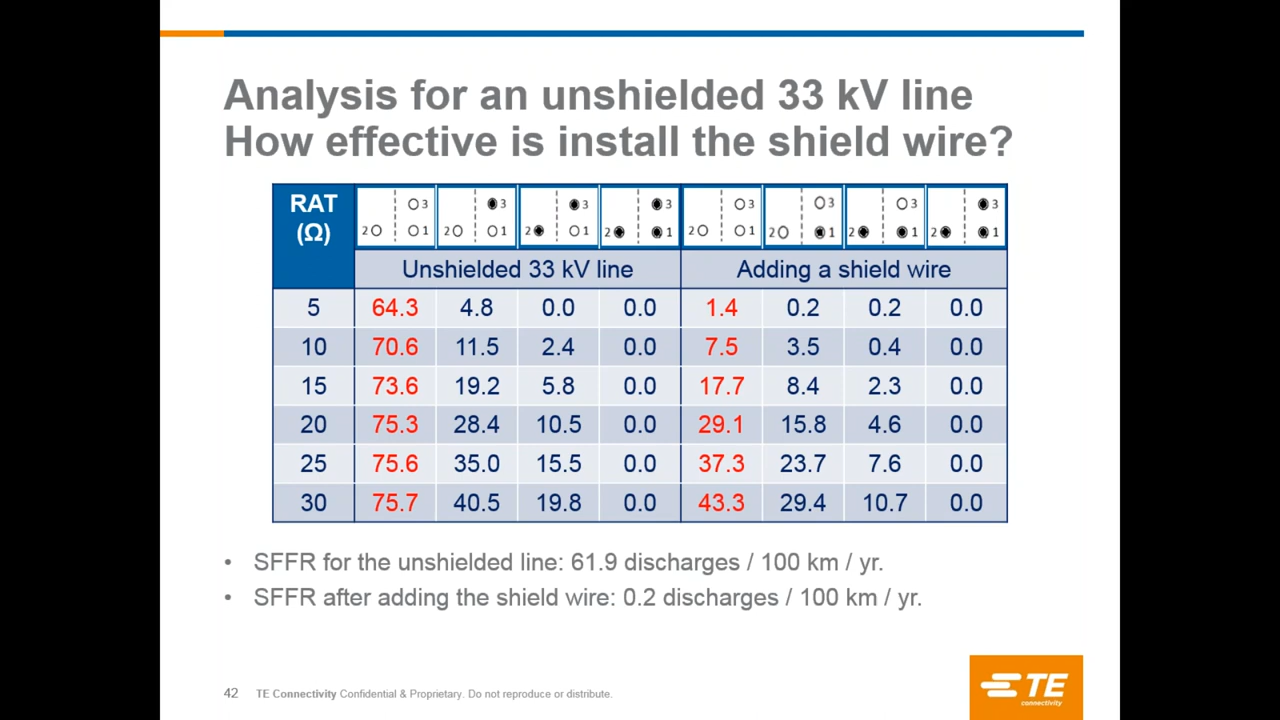 Analysis for an unshielded 33 kV line
How effective is install the shield wire?
RAT (Ω) 2 3 1 2 3 1 2 3 1 2 3 1 2 3 1 2 3 1 2 3 1 2 3 1
Unshielded 33 kV line Adding a shield wire
5 64.3 4.8 0.0 0.0 1.4 0.2 0.2 0.0
10 70.6 11.5 2.4 0.0 7.5 3.5 0.4 0.0
15 73.6 19.2 5.8 0.0 17.7 8.4 2.3 0.0
20 75.3 28.4 10.5 0.0 29.1 15.8 4.6 0.0
25 75.6 35.0 15.5 0.0 37.3 23.7 7.6 0.0
30 75.7 40.5 19.8 0.0 43.3 29.4 10.7 0.0
• SFFR for the unshielded line: 61.9 discharges / 100 km / yr.
• SFFR after adding the shield wire: 0.2 discharges / 100 km / yr.
42 TE Connectivity Confidential & Proprietary. Do not reproduce or distribute.
TE
connectivity